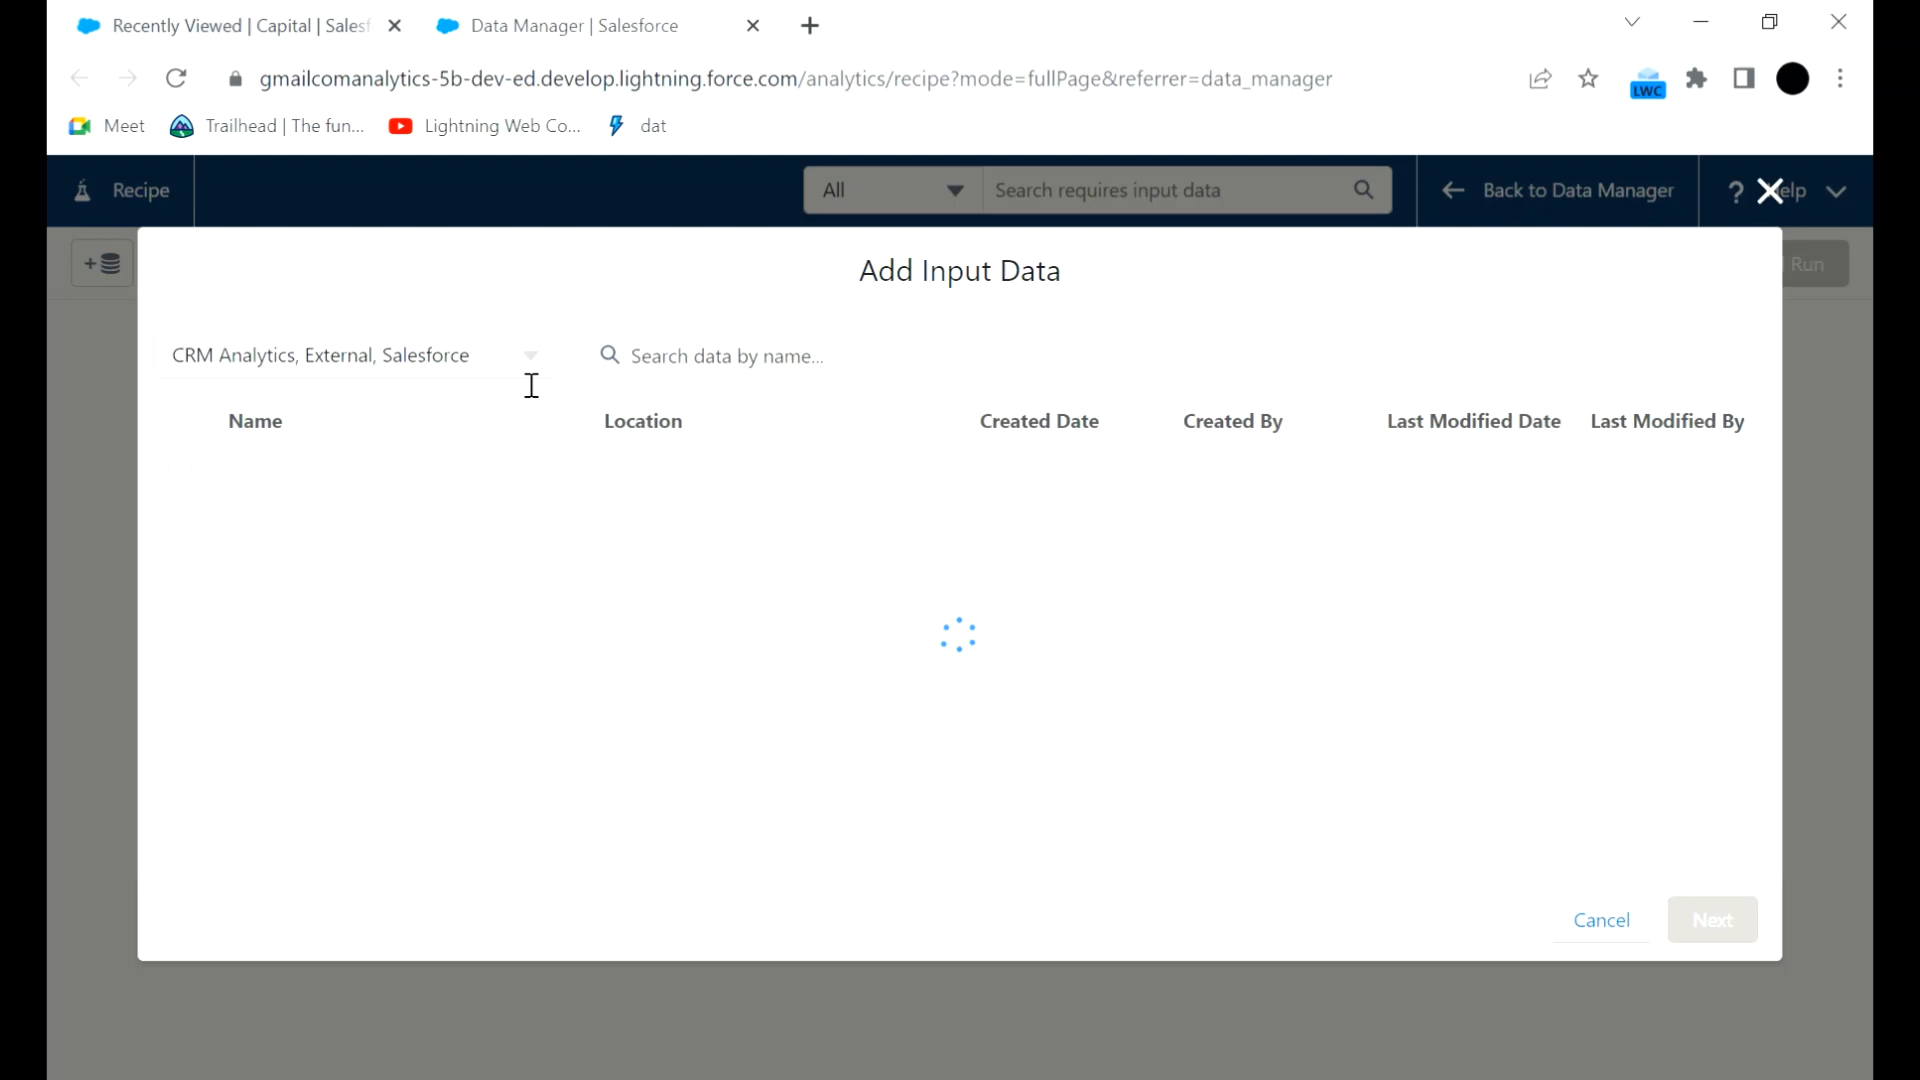 Recently Viewed | Capital | Salesf
Data Manager | Salesforce
gmailcomanalytics-5b-dev-ed.develop.lightning.force.com/analytics/recipe?mode=fullPage&referrer=data_manager
LWC
Meet
Trailhead | The fun...
Lightning Web Co...
dat
Recipe
All
Search requires input data
Back to Data Manager
? elp
Run
Add Input Data
CRM Analytics, External, Salesforce
Search data by name...
Name
Location
Created Date
Created By
Last Modified Date
Last Modified By
Cancel
Next